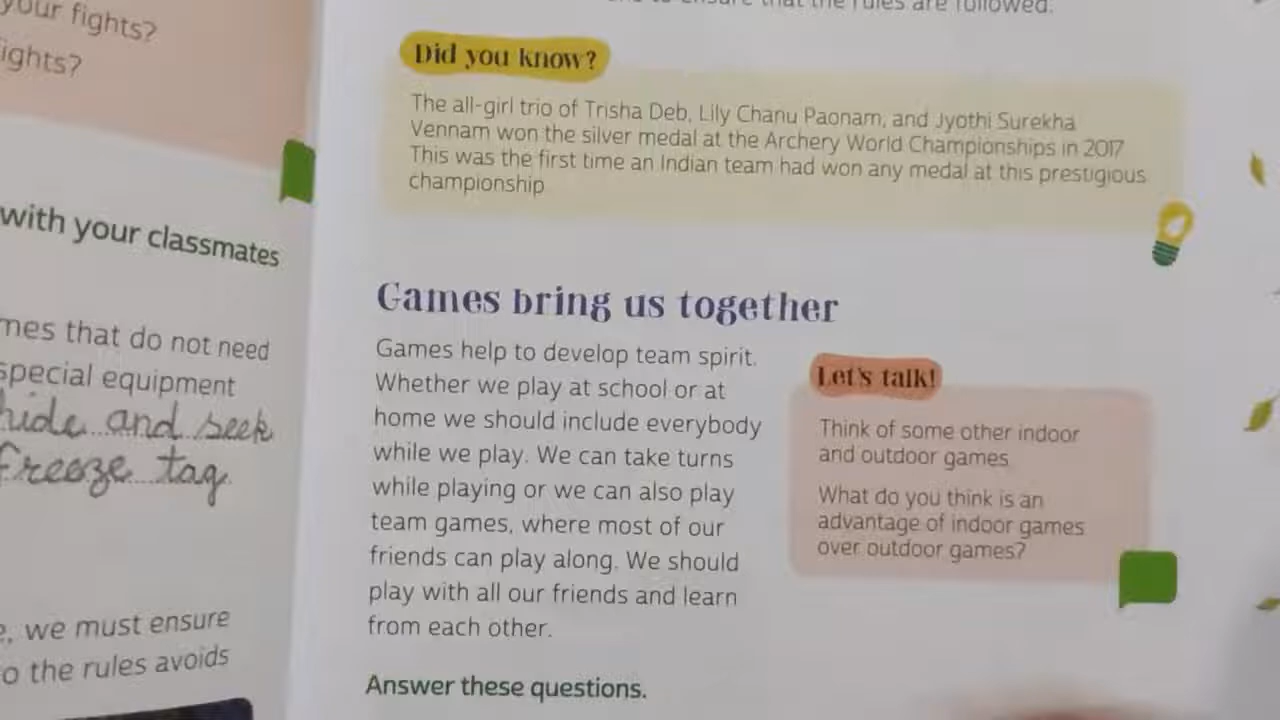 your fights?
ights?
with your classmates
mes that do not need
special equipment
hide and seek
freeze tag
e, we must ensure
o the rules avoids
to ensure that the rules are followed.
Did you know?
The all-girl trio of Trisha Deb, Lily Chanu Paonam, and Jyothi Surekha
Vennam won the silver medal at the Archery World Championships in 2017
This was the first time an Indian team had won any medal at this prestigious
championship
Games bring us together
Games help to develop team spirit.
Whether we play at school or at
home we should include everybody
while we play. We can take turns
while playing or we can also play
team games, where most of our
friends can play along. We should
play with all our friends and learn
from each other.
Let's talk!
Think of some other indoor
and outdoor games
What do you think is an
advantage of indoor games
over outdoor games?
Answer these questions.